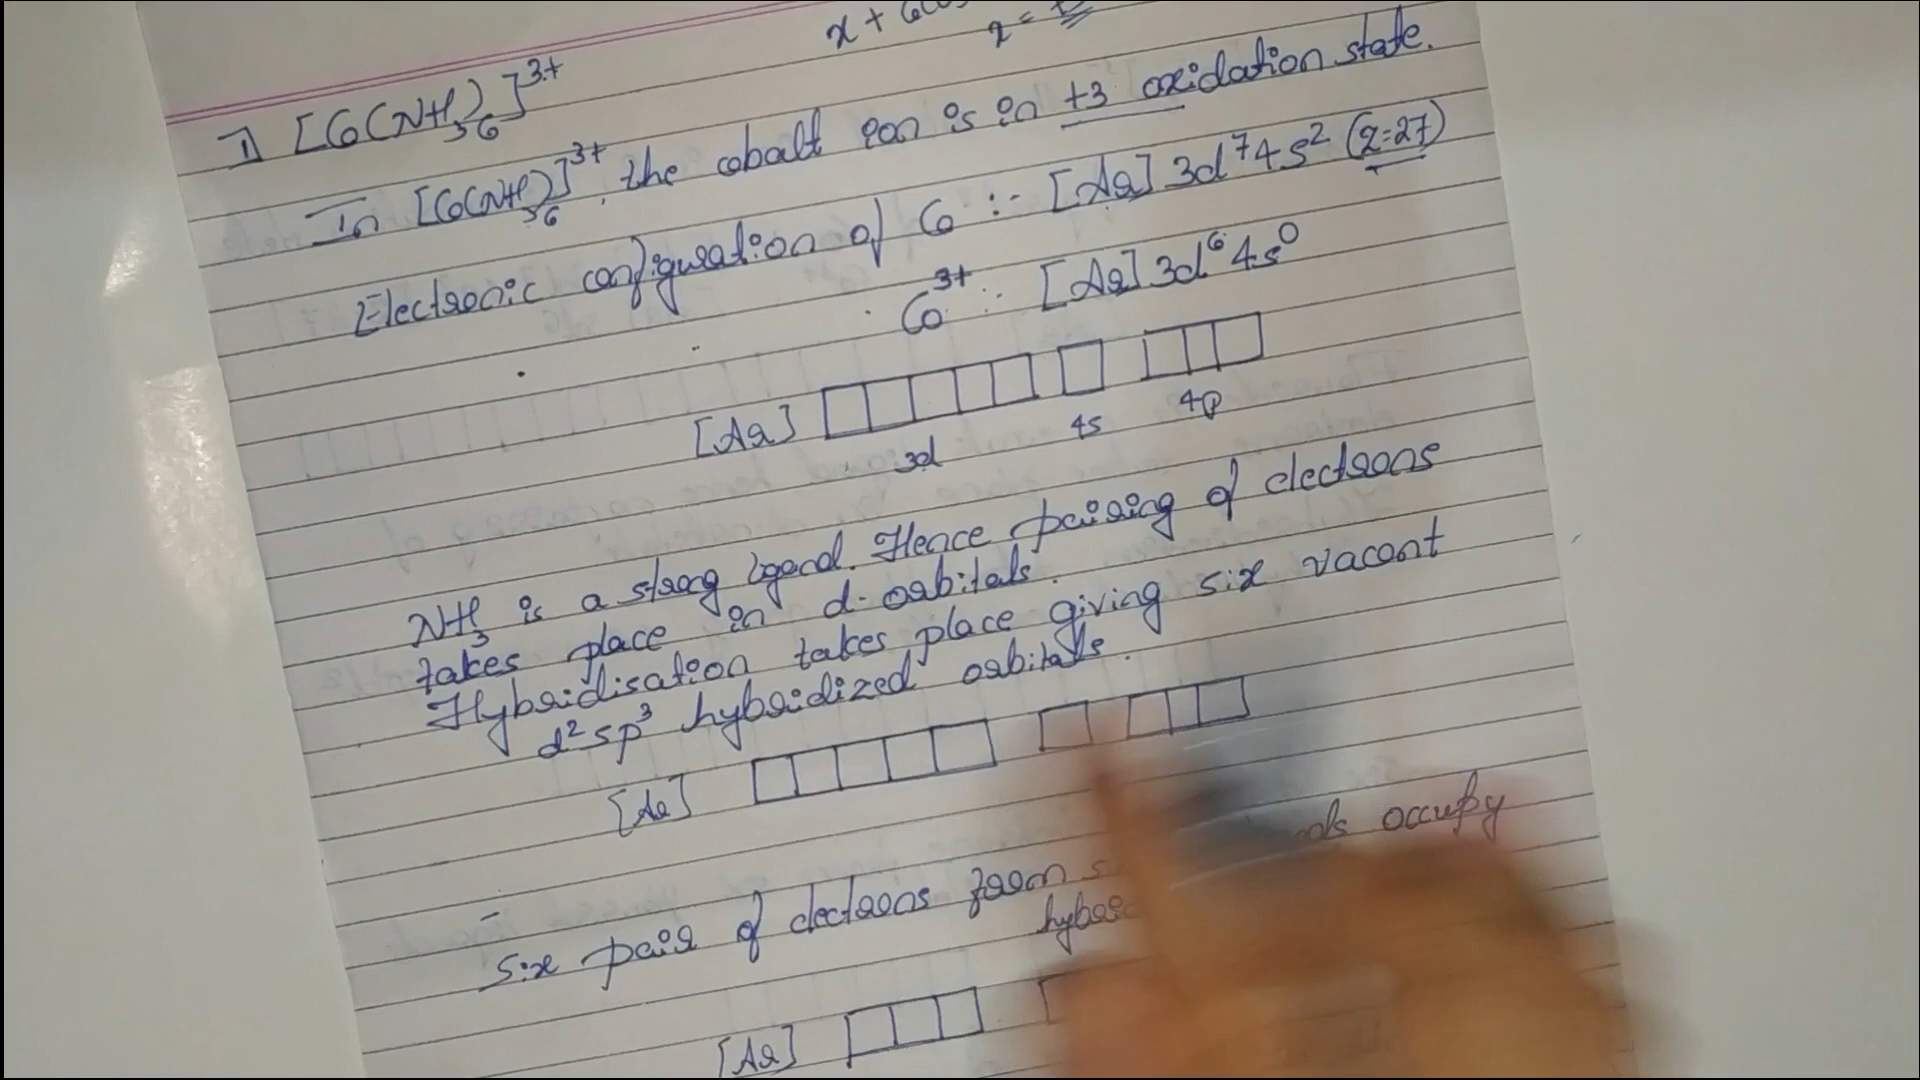 x + 6(0
x =
I] [Co(NH3)6]3+
In [Co(NH3)6]3+, the cobalt ion is in +3 oxidation state.
Electronic configuration of Co :- [Ar] 3d7 4s2 (z=27)
Co3+ :- [Ar] 3d6 4s0
[Ar]
3d 4s 4p
NH3 is a strong ligand. Hence pairing of electrons
takes place in d-orbitals.
Hybridisation takes place giving six vacant
d2sp3 hybridized orbitals.
[Ar]
Six pair of electrons from occupy
[Ar]